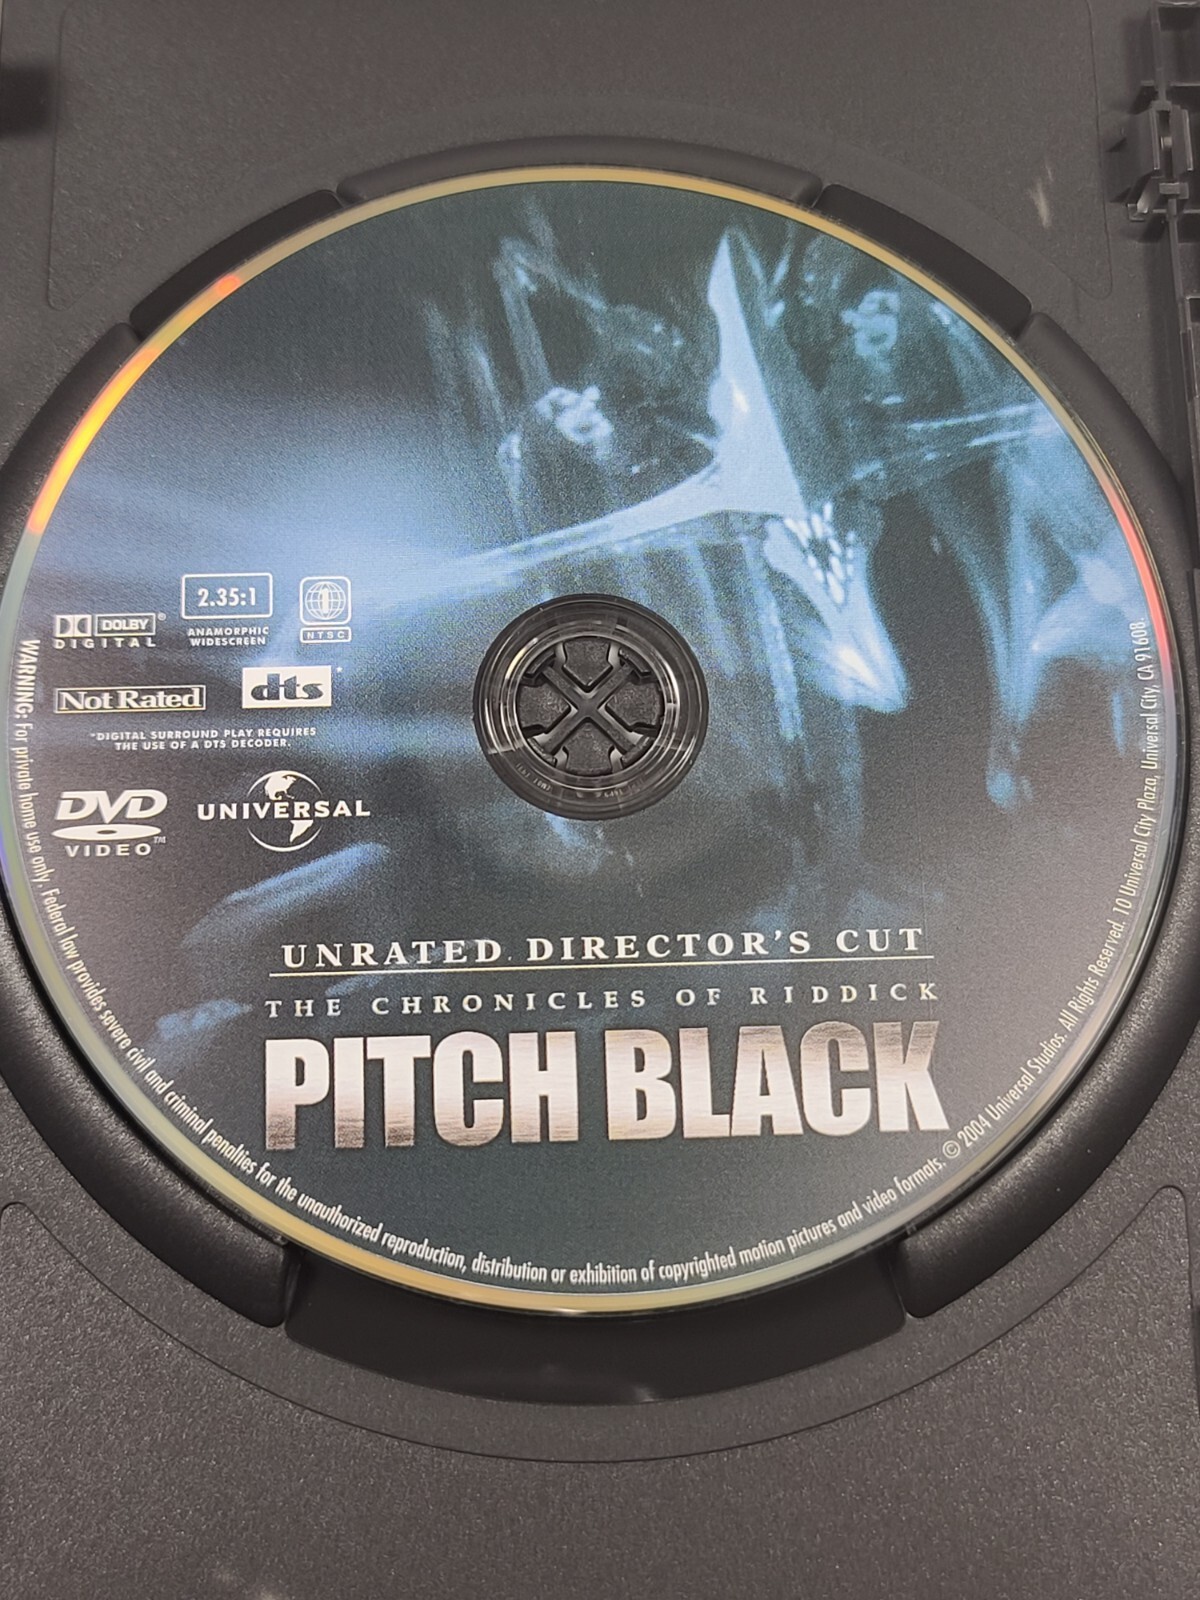 2.35:1
ANAMORPHIC
WIDESCREEN
NTSC
DOLBY®
DIGITAL
Not Rated
dts*
*DIGITAL SURROUND PLAY REQUIRES
THE USE OF A DTS DECODER.
DVD
VIDEO™
UNIVERSAL
UNRATED DIRECTOR'S CUT
THE CHRONICLES OF RIDDICK
PITCH BLACK
WARNING: For private home use only. Federal law provides severe civil and criminal penalties for the unauthorized reproduction, distribution or exhibition of copyrighted motion pictures and video formats. © 2004 Universal Studios. All Rights Reserved. 10 Universal City Plaza, Universal City, CA 91608.